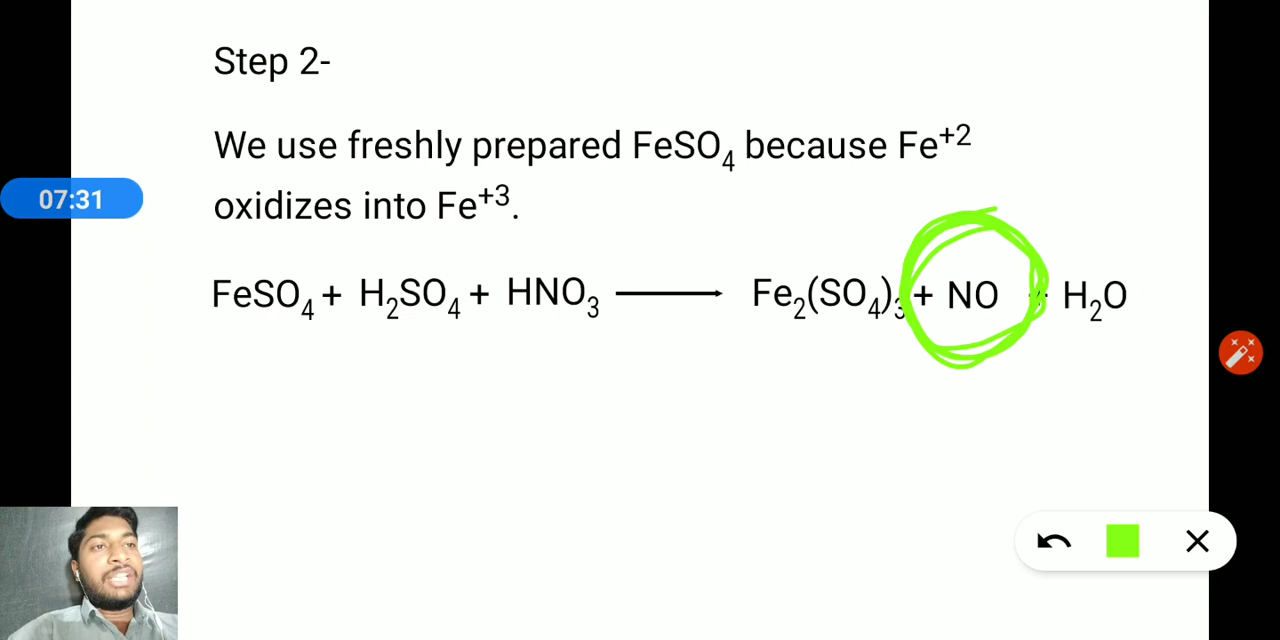 Step 2-
We use freshly prepared FeSO₄ because Fe⁺²
07:31
oxidizes into Fe⁺³.
FeSO₄ + H₂SO₄ + HNO₃ ⟶ Fe₂(SO₄)₃ + NO + H₂O